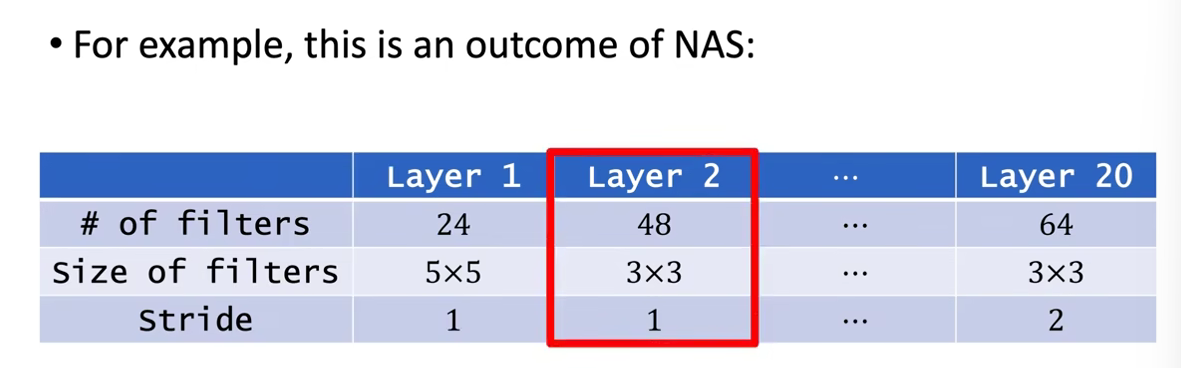 • For example, this is an outcome of NAS:
Layer 1 Layer 2 ⋯ Layer 20
# of filters 24 48 ⋯ 64
Size of filters 5×5 3×3 ⋯ 3×3
Stride 1 1 ⋯ 2